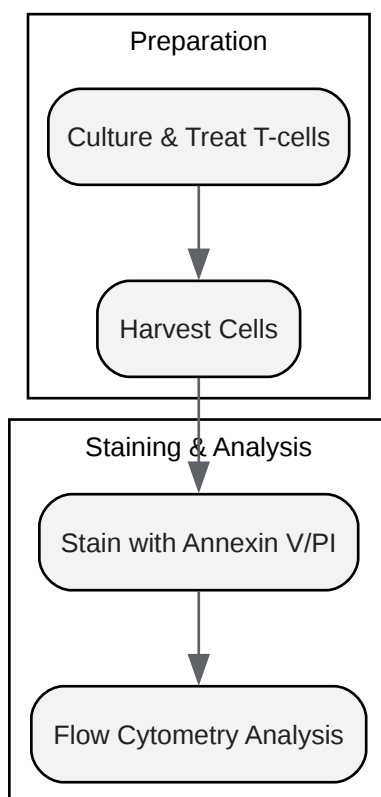 Preparation
Culture & Treat T-cells
Harvest Cells
Staining & Analysis
Stain with Annexin V/PI
Flow Cytometry Analysis